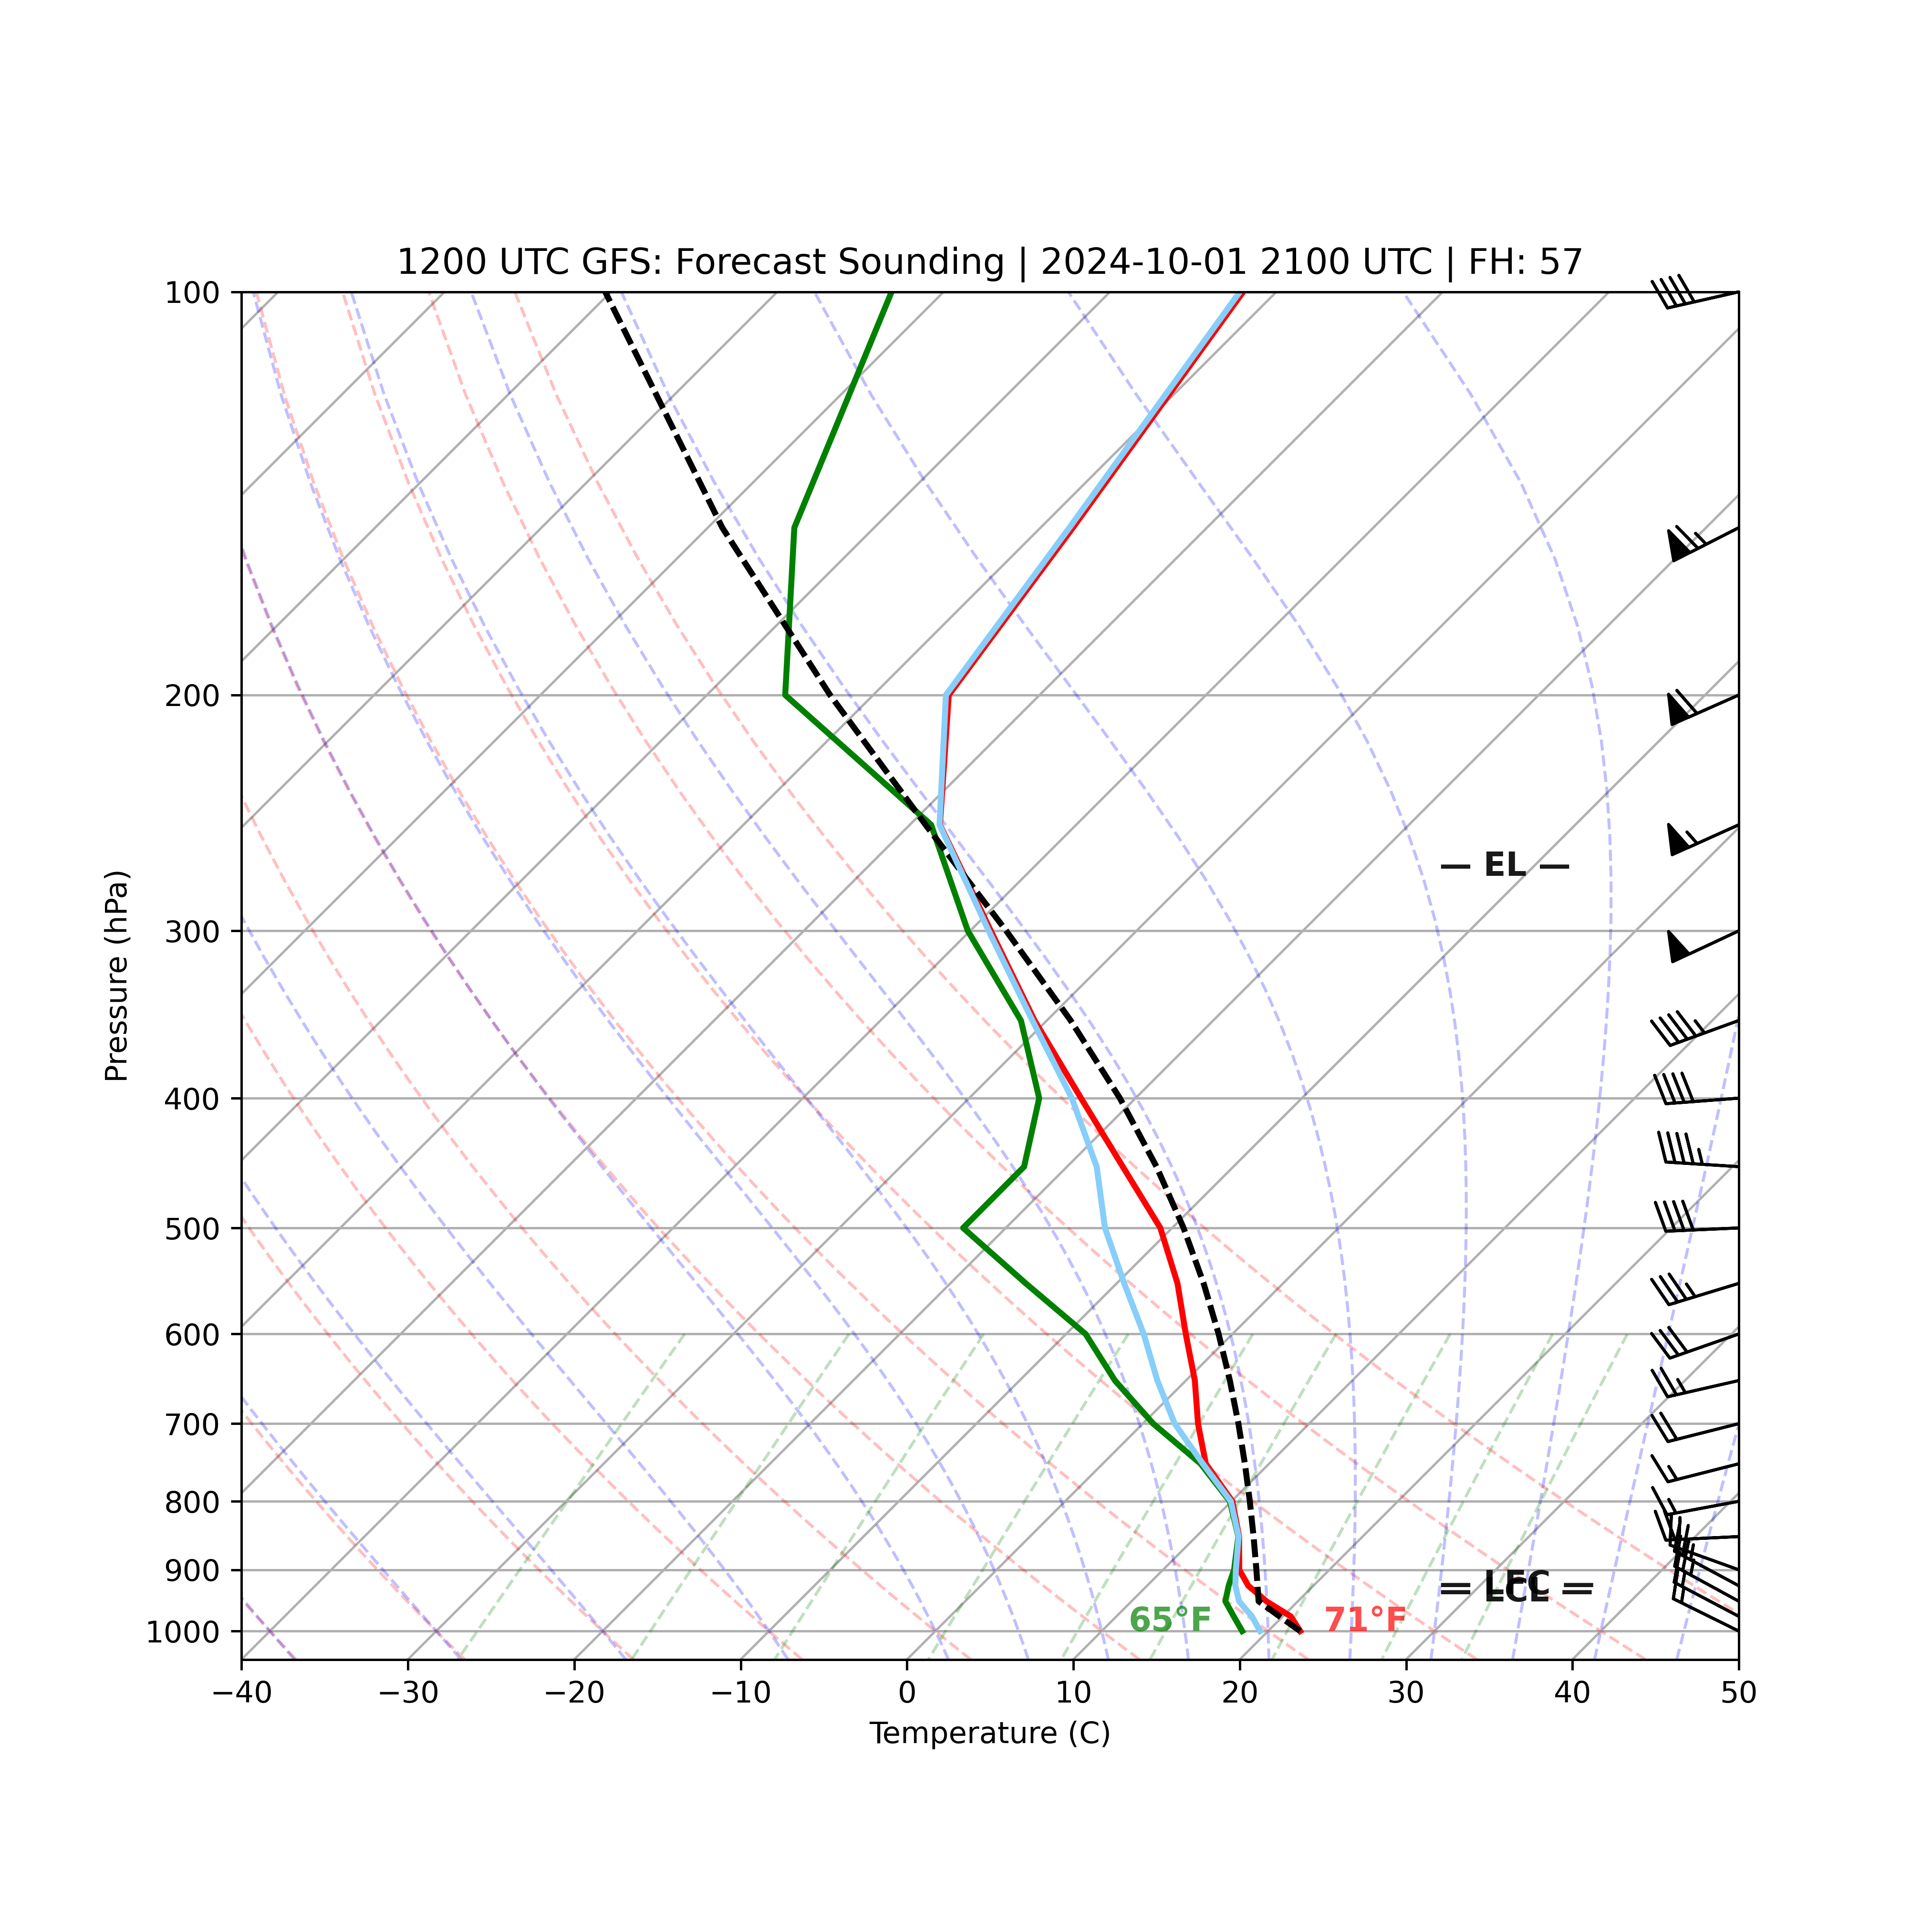 1200 UTC GFS: Forecast Sounding | 2024-10-01 2100 UTC | FH: 57
100
200
300
400
500
600
700
800
900
1000
Pressure (hPa)
— EL —
65°F
71°F
−40 −30 −20 −10 0 10 20 30 40 50
Temperature (C)